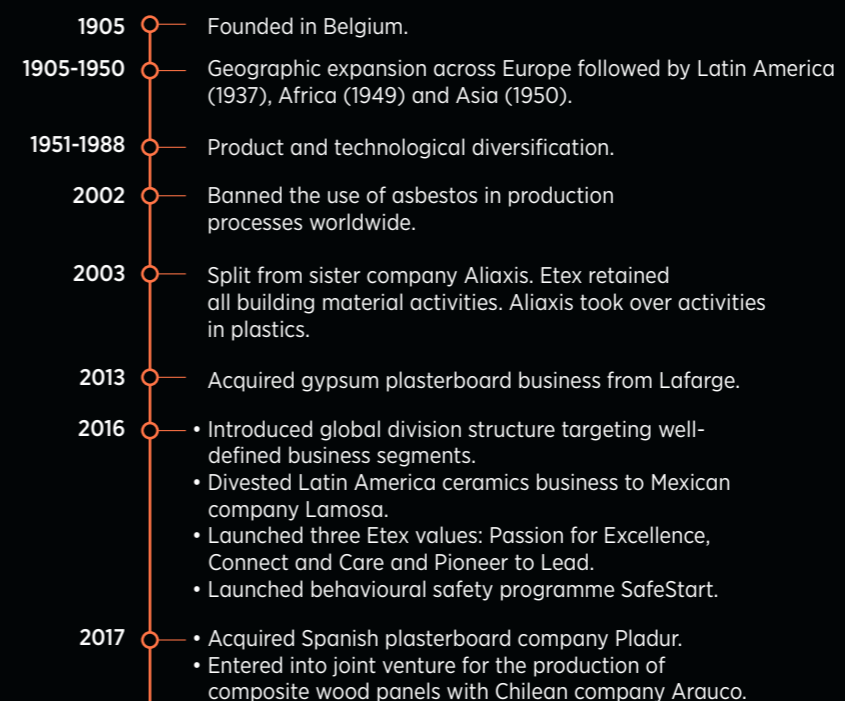 1905 Founded in Belgium.
1905-1950 Geographic expansion across Europe followed by Latin America
(1937), Africa (1949) and Asia (1950).
1951-1988 Product and technological diversification.
2002 Banned the use of asbestos in production
processes worldwide.
2003 Split from sister company Aliaxis. Etex retained
all building material activities. Aliaxis took over activities
in plastics.
2013 Acquired gypsum plasterboard business from Lafarge.
2016 • Introduced global division structure targeting well-
defined business segments.
• Divested Latin America ceramics business to Mexican
company Lamosa.
• Launched three Etex values: Passion for Excellence,
Connect and Care and Pioneer to Lead.
• Launched behavioural safety programme SafeStart.
2017 • Acquired Spanish plasterboard company Pladur.
• Entered into joint venture for the production of
composite wood panels with Chilean company Arauco.